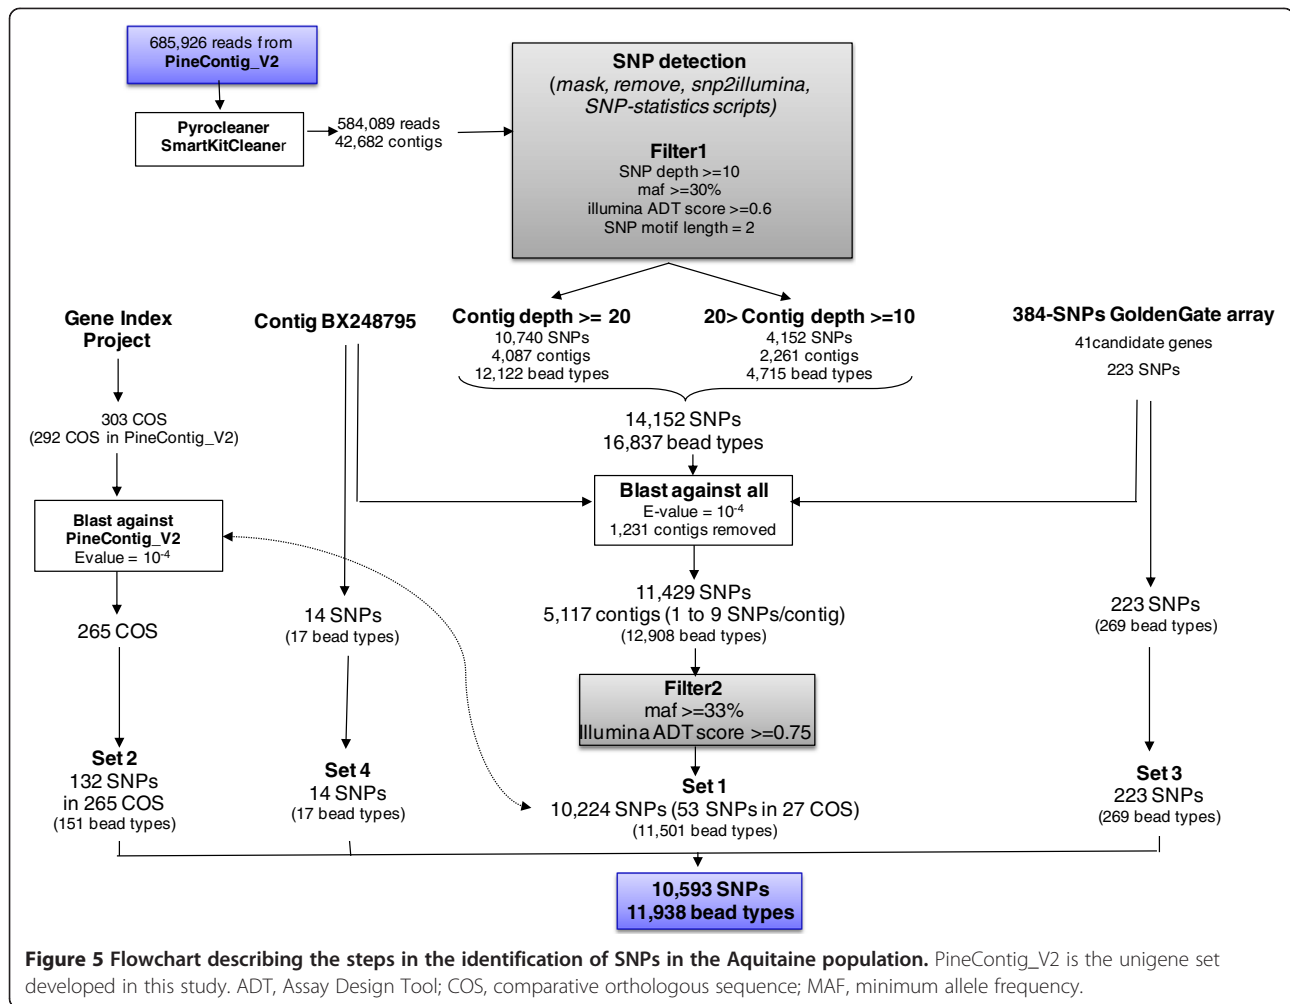 685,926 reads from
PineContig_V2
Pyrocleaner
SmartKitCleaner
584,089 reads
42,682 contigs
SNP detection
(mask, remove, snp2illumina,
SNP-statistics scripts)
Filter1
SNP depth >=10
maf >=30%
illumina ADT score >=0.6
SNP motif length = 2
Gene Index
Project
Contig BX248795
Contig depth >= 20
10,740 SNPs
4,087 contigs
12,122 bead types
20> Contig depth >=10
4,152 SNPs
2,261 contigs
4,715 bead types
384-SNPs GoldenGate array
41candidate genes
223 SNPs
303 COS
(292 COS in PineContig_V2)
14,152 SNPs
16,837 bead types
Blast against
PineContig_V2
Evalue = 10-4
Blast against all
E-value = 10-4
1,231 contigs removed
265 COS
14 SNPs
(17 bead types)
11,429 SNPs
5,117 contigs (1 to 9 SNPs/contig)
(12,908 bead types)
223 SNPs
(269 bead types)
Filter2
maf >=33%
Illumina ADT score >=0.75
Set 2
132 SNPs
in 265 COS
(151 bead types)
Set 4
14 SNPs
(17 bead types)
Set 1
10,224 SNPs (53 SNPs in 27 COS)
(11,501 bead types)
Set 3
223 SNPs
(269 bead types)
10,593 SNPs
11,938 bead types
Figure 5 Flowchart describing the steps in the identification of SNPs in the Aquitaine population. PineContig_V2 is the unigene set
developed in this study. ADT, Assay Design Tool; COS, comparative orthologous sequence; MAF, minimum allele frequency.